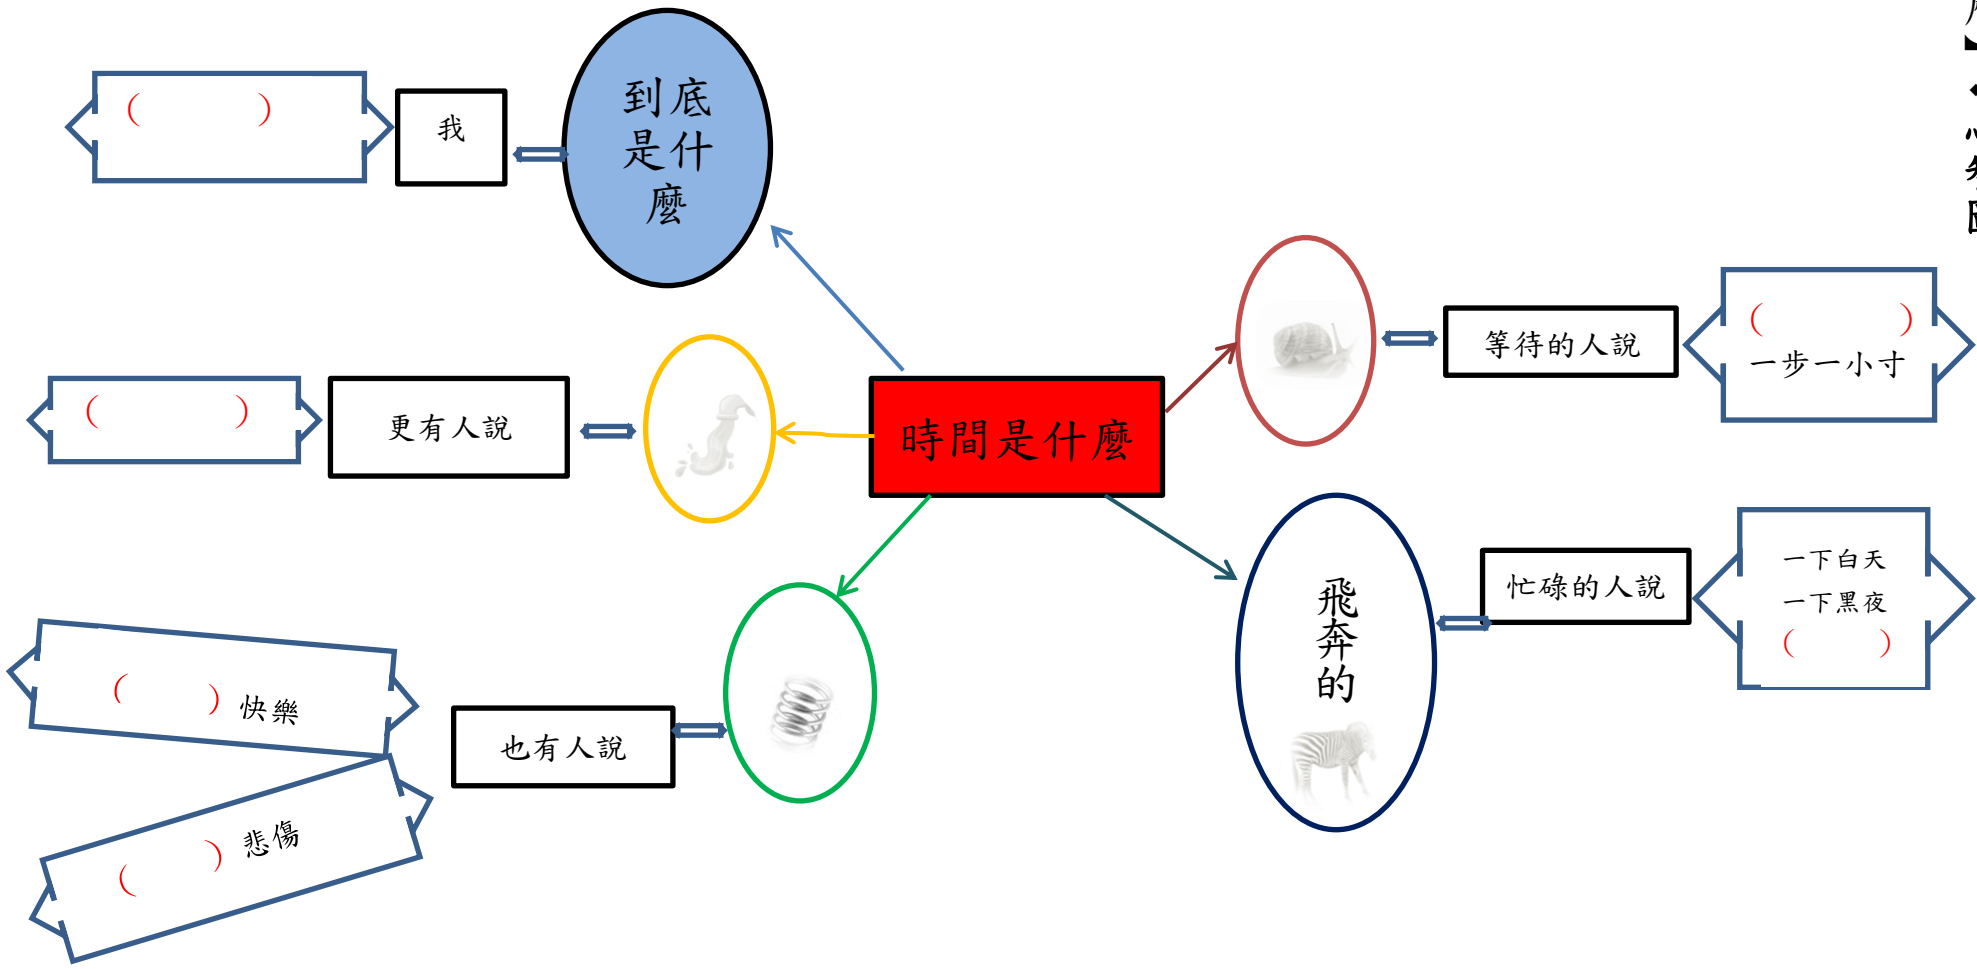 到底
是什
麼
我
(          )
時間是什麼
等待的人說
(          )
一步一小寸
更有人說
(          )
飛奔的
忙碌的人說
一下白天
一下黑夜
(          )
也有人說
(          )快樂
(          )悲傷